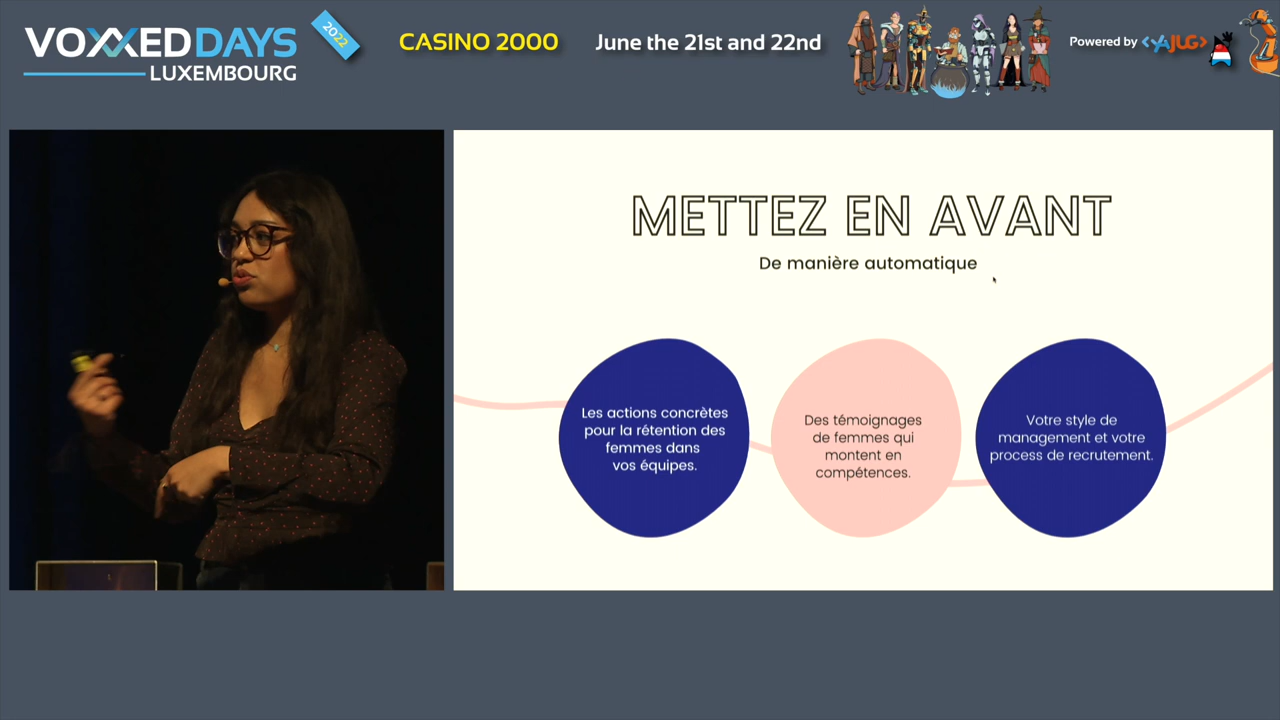 VOXXED DAYS
LUXEMBOURG
2022
CASINO 2000
June the 21st and 22nd
Powered by <YAJUG>
METTEZ EN AVANT
De manière automatique
Les actions concrètes
pour la rétention des
femmes dans
vos équipes.
Des témoignages
de femmes qui
montent en
compétences.
Votre style de
management et votre
process de recrutement.